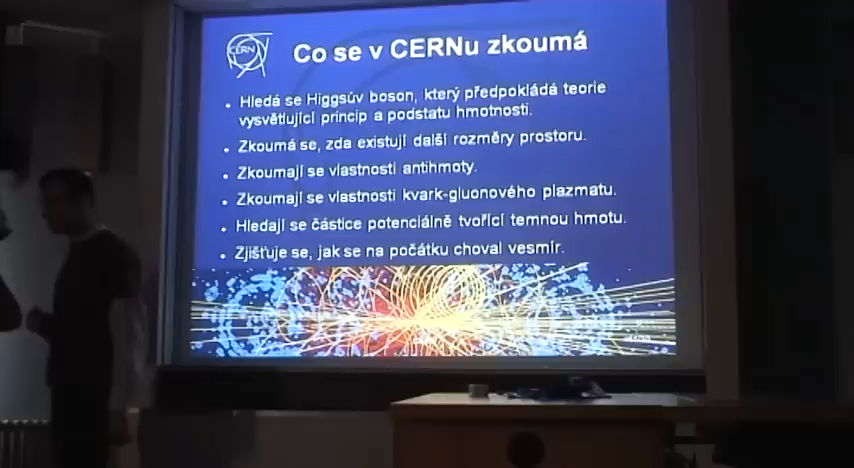 CERN
Co se v CERNu zkoumá
• Hledá se Higgsův boson, který předpokládá teorie
vysvětlující princip a podstatu hmotnosti.
• Zkoumá se, zda existují další rozměry prostoru.
• Zkoumají se vlastnosti antihmoty.
• Zkoumají se vlastnosti kvark-gluonového plazmatu.
• Hledají se částice potenciálně tvořící temnou hmotu.
• Zjišťuje se, jak se na počátku choval vesmír.